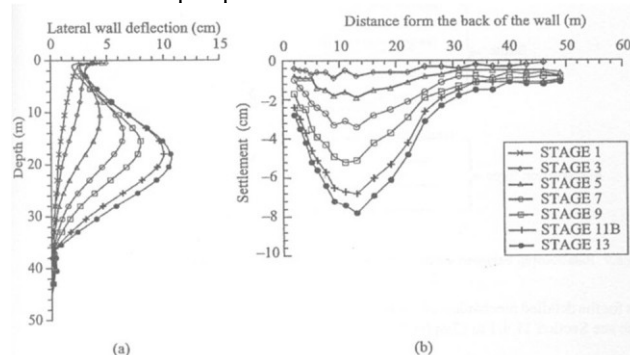 Lateral wall deflection (cm)
0 5 10 15
Depth (m)
0
10
20
30
40
50
(a)
Distance form the back of the wall (m)
0 10 20 30 40 50 60
Settlement (cm)
0
−2
−4
−6
−8
−10
STAGE 1
STAGE 3
STAGE 5
STAGE 7
STAGE 9
STAGE 11B
STAGE 13
(b)